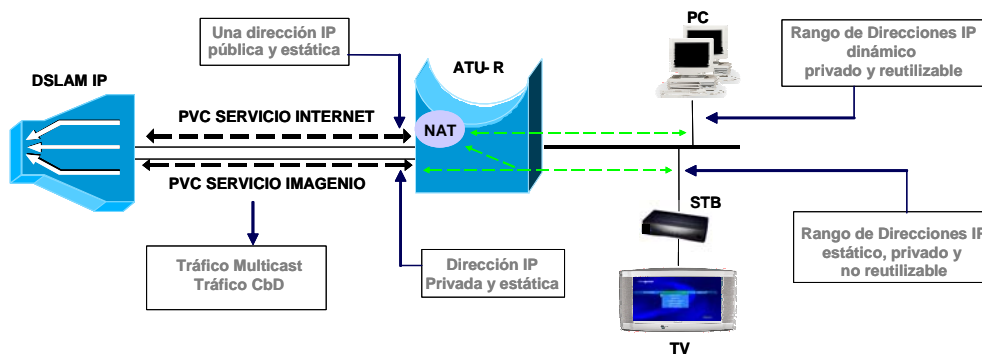 Una dirección IP
pública y estática
PC
Rango de Direcciones IP
dinámico
privado y reutilizable
DSLAM IP
ATU- R
PVC SERVICIO INTERNET
NAT
PVC SERVICIO IMAGENIO
STB
Tráfico Multicast
Tráfico CbD
Dirección IP
Privada y estática
Rango de Direcciones IP
estático, privado y
no reutilizable
TV